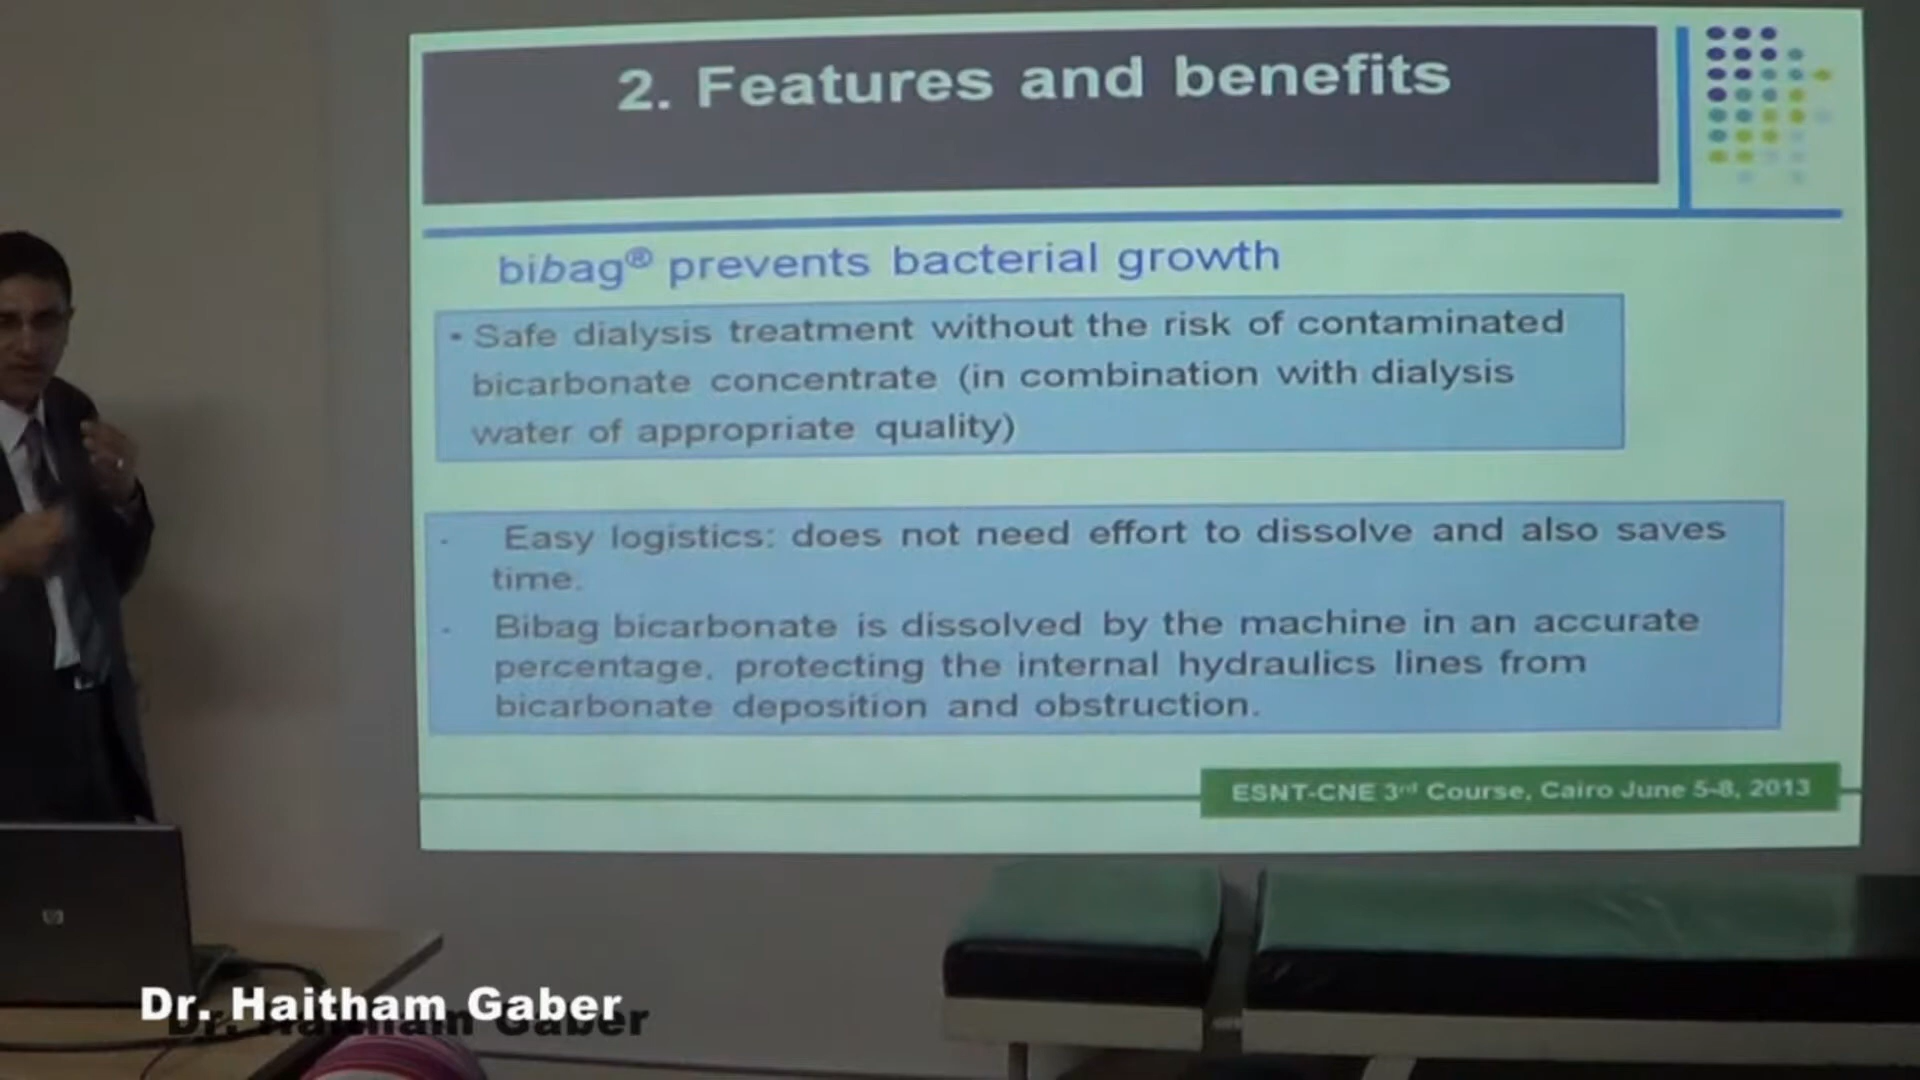 2. Features and benefits
bibag® prevents bacterial growth
• Safe dialysis treatment without the risk of contaminated
bicarbonate concentrate (in combination with dialysis
water of appropriate quality)
- Easy logistics: does not need effort to dissolve and also saves
time.
- Bibag bicarbonate is dissolved by the machine in an accurate
percentage, protecting the internal hydraulics lines from
bicarbonate deposition and obstruction.
ESNT-CNE 3rd Course, Cairo June 5-8, 2013
hp
Dr. Haitham Gaber